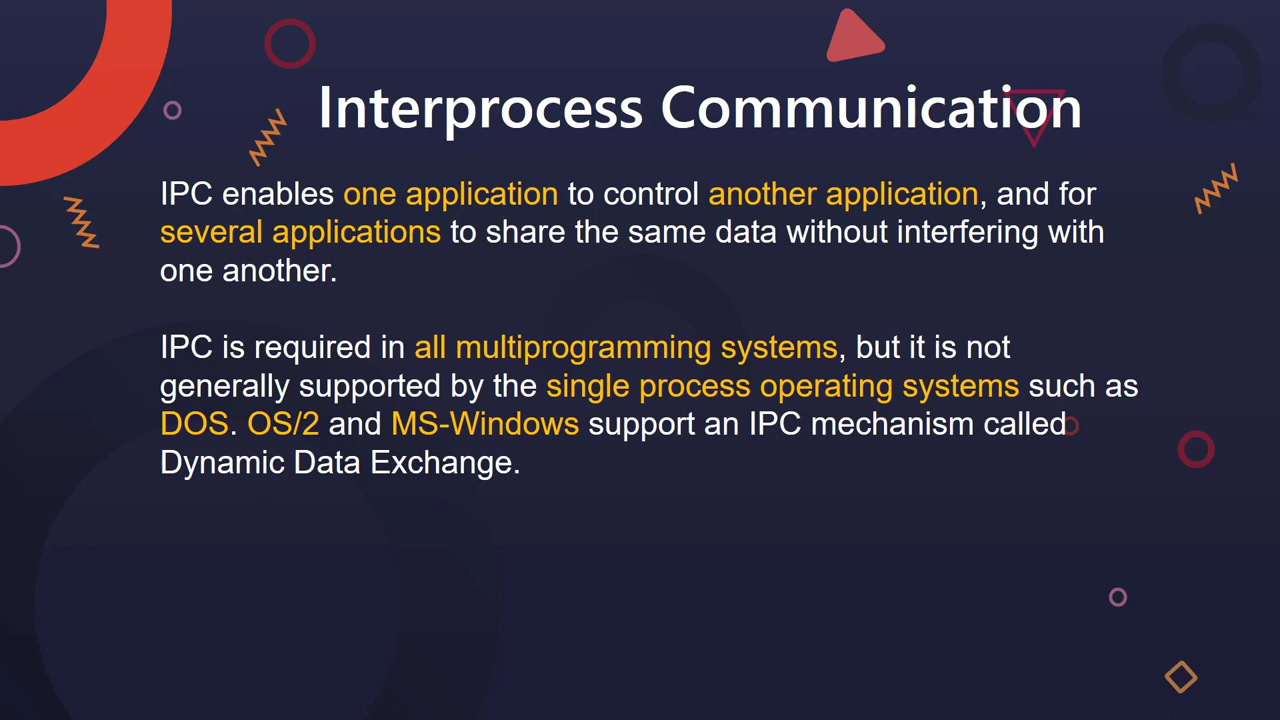 Interprocess Communication
IPC enables one application to control another application, and for
several applications to share the same data without interfering with
one another.
IPC is required in all multiprogramming systems, but it is not
generally supported by the single process operating systems such as
DOS. OS/2 and MS-Windows support an IPC mechanism called
Dynamic Data Exchange.